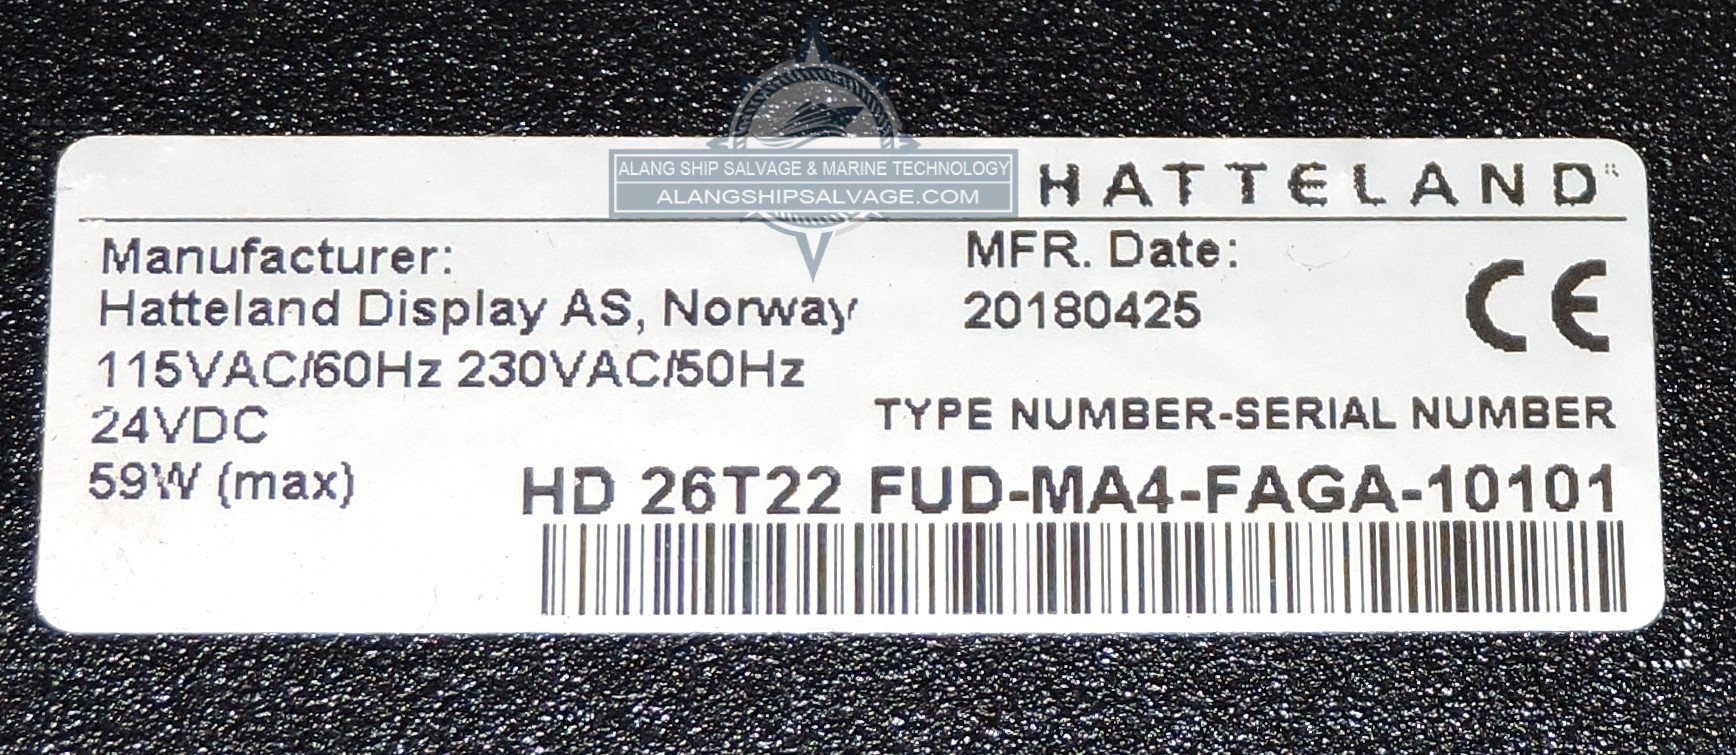 ALANG SHIP SALVAGE & MARINE TECHNOLOGY
ALANGSHIPSALVAGE.COM
HATTELAND®
Manufacturer:
Hatteland Display AS, Norway
115VAC/60Hz 230VAC/50Hz
24VDC
59W (max)
MFR. Date:
20180425
CE
TYPE NUMBER-SERIAL NUMBER
HD 26T22 FUD-MA4-FAGA-10101